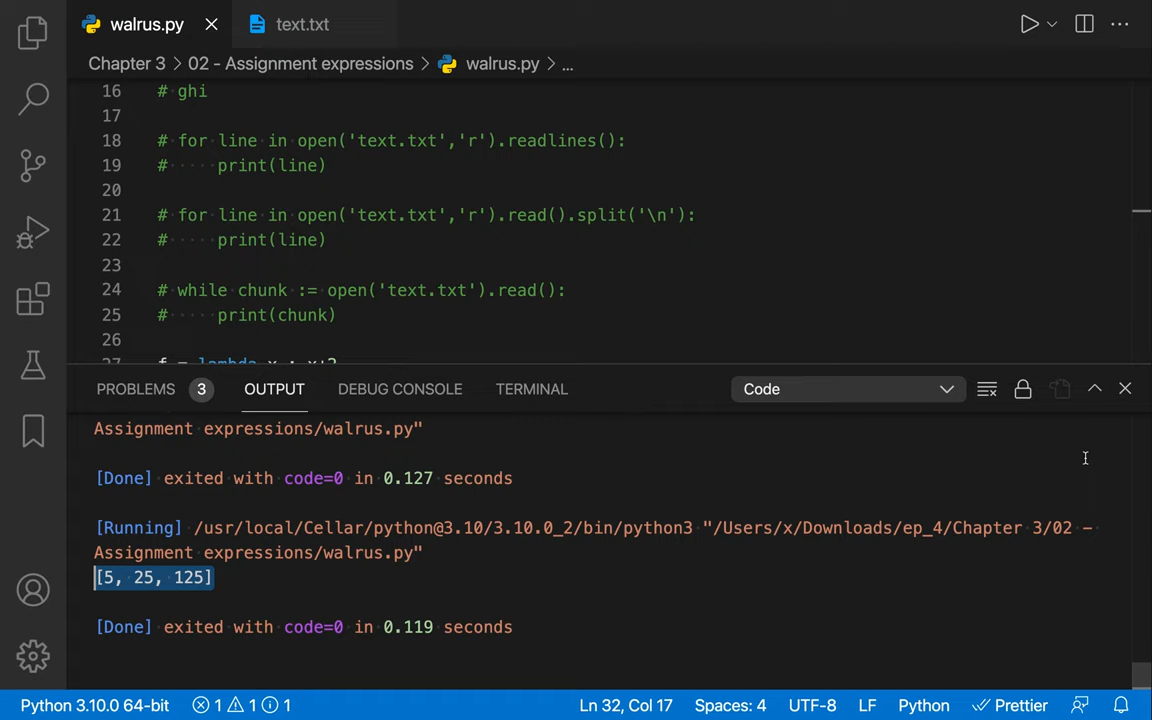 walrus.py
text.txt
Chapter 3 > 02 - Assignment expressions > walrus.py > ...
16 # ghi
17
18 # for line in open('text.txt','r').readlines():
19 #     print(line)
20
21 # for line in open('text.txt','r').read().split('\n'):
22 #     print(line)
23
24 # while chunk := open('text.txt').read():
25 #     print(chunk)
26
27 f = lambda x : x+2
PROBLEMS 3 OUTPUT DEBUG CONSOLE TERMINAL Code
Assignment expressions/walrus.py"
[Done] exited with code=0 in 0.127 seconds
[Running] /usr/local/Cellar/python@3.10/3.10.0_2/bin/python3 "/Users/x/Downloads/ep_4/Chapter 3/02 -
Assignment expressions/walrus.py"
[5, 25, 125]
[Done] exited with code=0 in 0.119 seconds
Python 3.10.0 64-bit 1 1 1 Ln 32, Col 17 Spaces: 4 UTF-8 LF Python Prettier